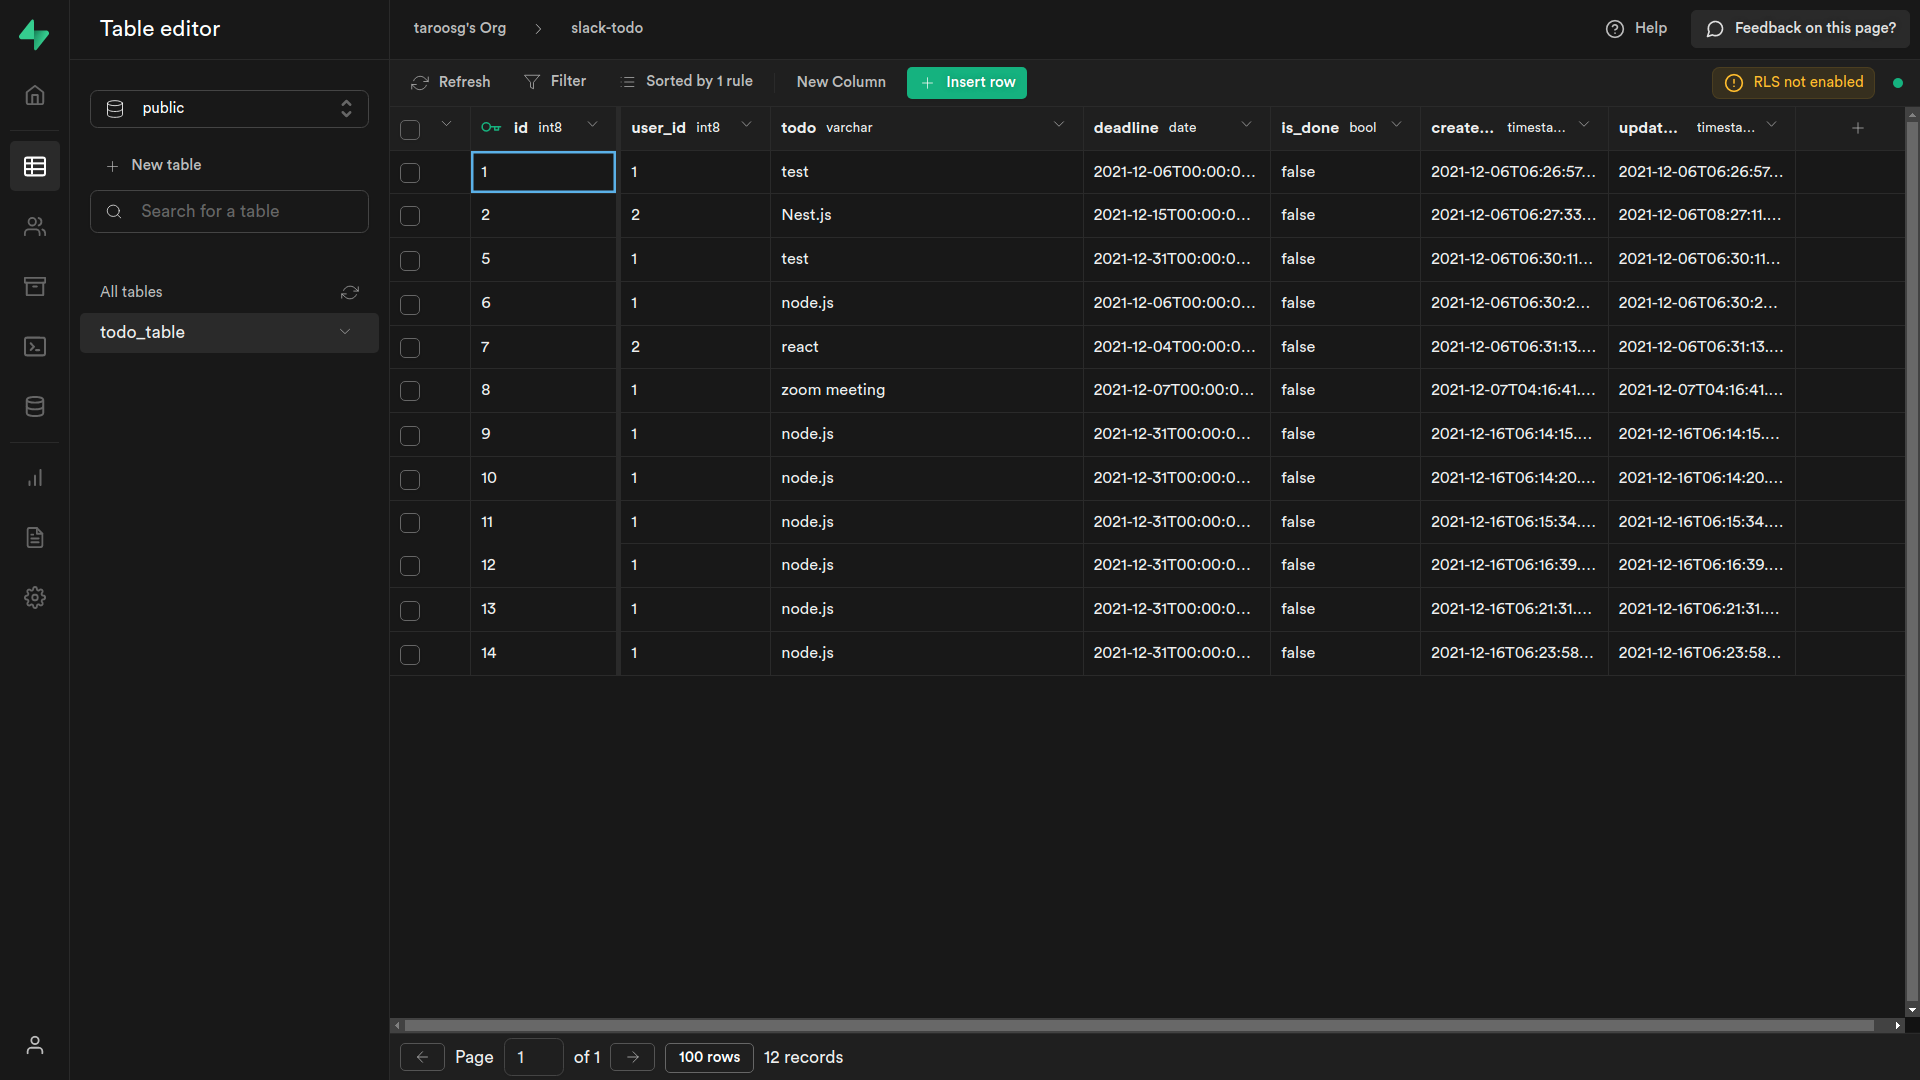 Table editor
taroosg's Org
slack-todo
Help
Feedback on this page?
public
New table
Search for a table
All tables
todo_table
Refresh
Filter
Sorted by 1 rule
New Column
Insert row
RLS not enabled
id int8 user_id int8 todo varchar deadline date is_done bool create... timesta... updat... timesta...
1 1 test 2021-12-06T00:00:0... false 2021-12-06T06:26:57... 2021-12-06T06:26:57...
2 2 Nest.js 2021-12-15T00:00:0... false 2021-12-06T06:27:33... 2021-12-06T08:27:11....
5 1 test 2021-12-31T00:00:0... false 2021-12-06T06:30:11... 2021-12-06T06:30:11...
6 1 node.js 2021-12-06T00:00:0... false 2021-12-06T06:30:2... 2021-12-06T06:30:2...
7 2 react 2021-12-04T00:00:0... false 2021-12-06T06:31:13.... 2021-12-06T06:31:13....
8 1 zoom meeting 2021-12-07T00:00:0... false 2021-12-07T04:16:41.... 2021-12-07T04:16:41....
9 1 node.js 2021-12-31T00:00:0... false 2021-12-16T06:14:15.... 2021-12-16T06:14:15....
10 1 node.js 2021-12-31T00:00:0... false 2021-12-16T06:14:20.... 2021-12-16T06:14:20....
11 1 node.js 2021-12-31T00:00:0... false 2021-12-16T06:15:34.... 2021-12-16T06:15:34....
12 1 node.js 2021-12-31T00:00:0... false 2021-12-16T06:16:39.... 2021-12-16T06:16:39....
13 1 node.js 2021-12-31T00:00:0... false 2021-12-16T06:21:31.... 2021-12-16T06:21:31....
14 1 node.js 2021-12-31T00:00:0... false 2021-12-16T06:23:58... 2021-12-16T06:23:58...
Page 1 of 1 100 rows 12 records